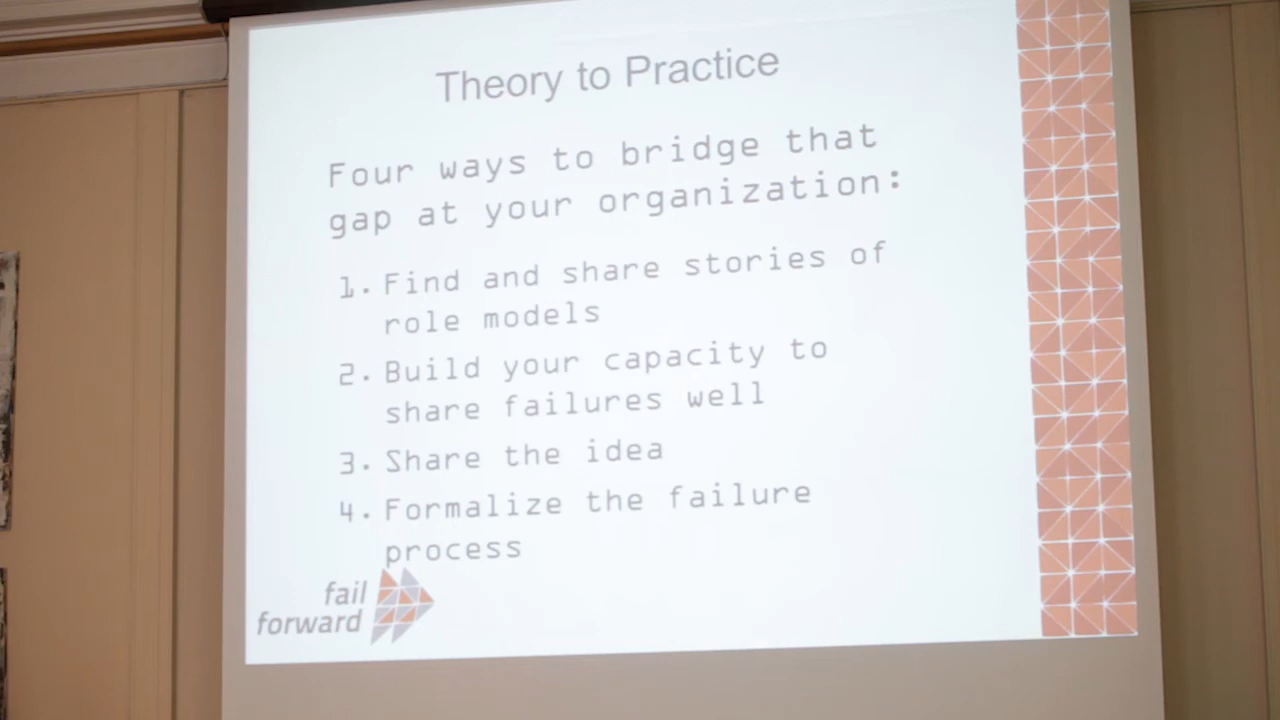 Theory to Practice
Four ways to bridge that
gap at your organization:
1. Find and share stories of
role models
2. Build your capacity to
share failures well
3. Share the idea
4. Formalize the failure
process
fail
forward